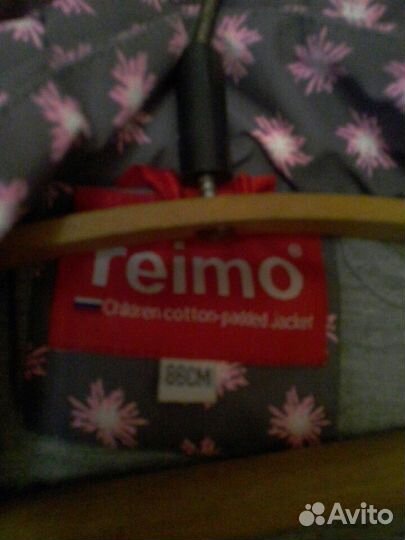 reimo®
Children cotton-padded Jacket
86CM
Avito